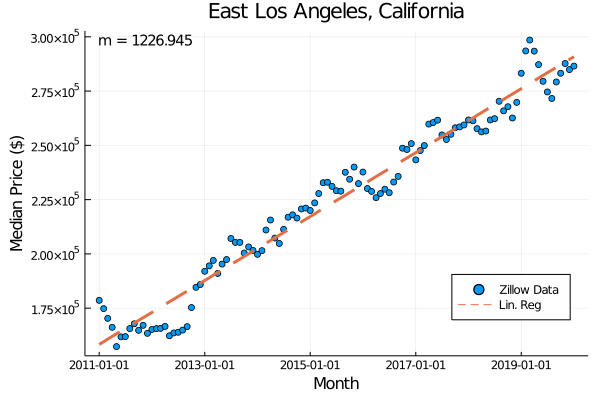 East Los Angeles, California
m = 1226.945
3.00×10⁵
2.75×10⁵
2.50×10⁵
2.25×10⁵
2.00×10⁵
1.75×10⁵
Median Price ($)
Zillow Data
Lin. Reg
2011-01-01 2013-01-01 2015-01-01 2017-01-01 2019-01-01
Month